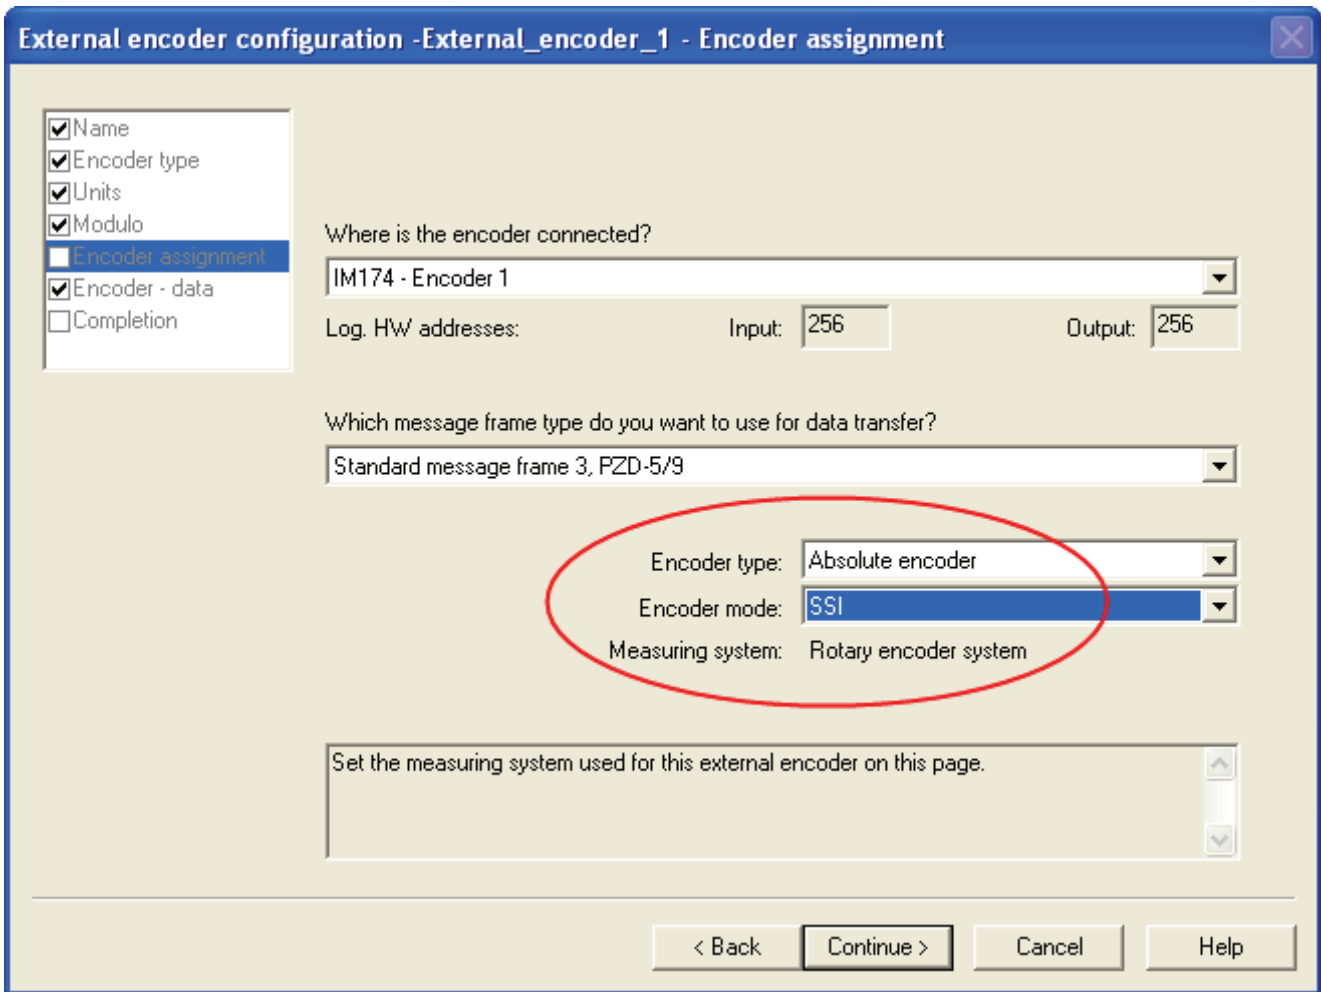 External encoder configuration -External_encoder_1 - Encoder assignment
Name
Encoder type
Units
Modulo
Encoder assignment
Encoder - data
Completion
Where is the encoder connected?
IM174 - Encoder 1
Log. HW addresses: Input: 256 Output: 256
Which message frame type do you want to use for data transfer?
Standard message frame 3, PZD-5/9
Encoder type: Absolute encoder
Encoder mode: SSI
Measuring system: Rotary encoder system
Set the measuring system used for this external encoder on this page.
< Back Continue > Cancel Help